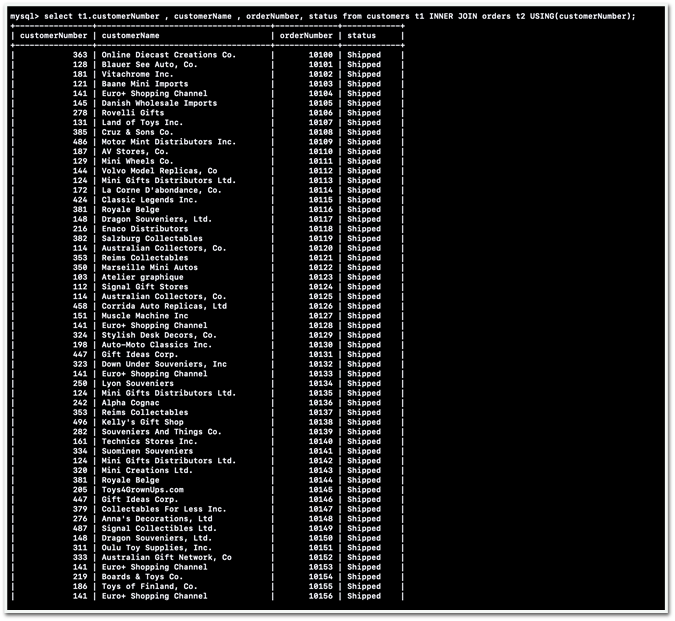 mysql> select t1.customerNumber , customerName , orderNumber, status from customers t1 INNER JOIN orders t2 USING(customerNumber);
+----------------+------------------------------------+-------------+------------+
| customerNumber | customerName | orderNumber | status |
+----------------+------------------------------------+-------------+------------+
| 363 | Online Diecast Creations Co. | 10100 | Shipped |
| 128 | Blauer See Auto, Co. | 10101 | Shipped |
| 181 | Vitachrome Inc. | 10102 | Shipped |
| 121 | Baane Mini Imports | 10103 | Shipped |
| 141 | Euro+ Shopping Channel | 10104 | Shipped |
| 145 | Danish Wholesale Imports | 10105 | Shipped |
| 278 | Rovelli Gifts | 10106 | Shipped |
| 131 | Land of Toys Inc. | 10107 | Shipped |
| 385 | Cruz & Sons Co. | 10108 | Shipped |
| 486 | Motor Mint Distributors Inc. | 10109 | Shipped |
| 187 | AV Stores, Co. | 10110 | Shipped |
| 129 | Mini Wheels Co. | 10111 | Shipped |
| 144 | Volvo Model Replicas, Co | 10112 | Shipped |
| 124 | Mini Gifts Distributors Ltd. | 10113 | Shipped |
| 172 | La Corne D'abondance, Co. | 10114 | Shipped |
| 424 | Classic Legends Inc. | 10115 | Shipped |
| 381 | Royale Belge | 10116 | Shipped |
| 148 | Dragon Souveniers, Ltd. | 10117 | Shipped |
| 216 | Enaco Distributors | 10118 | Shipped |
| 382 | Salzburg Collectables | 10119 | Shipped |
| 114 | Australian Collectors, Co. | 10120 | Shipped |
| 353 | Reims Collectables | 10121 | Shipped |
| 350 | Marseille Mini Autos | 10122 | Shipped |
| 103 | Atelier graphique | 10123 | Shipped |
| 112 | Signal Gift Stores | 10124 | Shipped |
| 114 | Australian Collectors, Co. | 10125 | Shipped |
| 458 | Corrida Auto Replicas, Ltd | 10126 | Shipped |
| 151 | Muscle Machine Inc | 10127 | Shipped |
| 141 | Euro+ Shopping Channel | 10128 | Shipped |
| 324 | Stylish Desk Decors, Co. | 10129 | Shipped |
| 198 | Auto-Moto Classics Inc. | 10130 | Shipped |
| 447 | Gift Ideas Corp. | 10131 | Shipped |
| 323 | Down Under Souveniers, Inc | 10132 | Shipped |
| 141 | Euro+ Shopping Channel | 10133 | Shipped |
| 250 | Lyon Souveniers | 10134 | Shipped |
| 124 | Mini Gifts Distributors Ltd. | 10135 | Shipped |
| 242 | Alpha Cognac | 10136 | Shipped |
| 353 | Reims Collectables | 10137 | Shipped |
| 496 | Kelly's Gift Shop | 10138 | Shipped |
| 282 | Souveniers And Things Co. | 10139 | Shipped |
| 161 | Technics Stores Inc. | 10140 | Shipped |
| 334 | Suominen Souveniers | 10141 | Shipped |
| 124 | Mini Gifts Distributors Ltd. | 10142 | Shipped |
| 320 | Mini Creations Ltd. | 10143 | Shipped |
| 381 | Royale Belge | 10144 | Shipped |
| 205 | Toys4GrownUps.com | 10145 | Shipped |
| 447 | Gift Ideas Corp. | 10146 | Shipped |
| 379 | Collectables For Less Inc. | 10147 | Shipped |
| 276 | Anna's Decorations, Ltd | 10148 | Shipped |
| 487 | Signal Collectibles Ltd. | 10149 | Shipped |
| 148 | Dragon Souveniers, Ltd. | 10150 | Shipped |
| 311 | Oulu Toy Supplies, Inc. | 10151 | Shipped |
| 333 | Australian Gift Network, Co | 10152 | Shipped |
| 141 | Euro+ Shopping Channel | 10153 | Shipped |
| 219 | Boards & Toys Co. | 10154 | Shipped |
| 186 | Toys of Finland, Co. | 10155 | Shipped |
| 141 | Euro+ Shopping Channel | 10156 | Shipped |